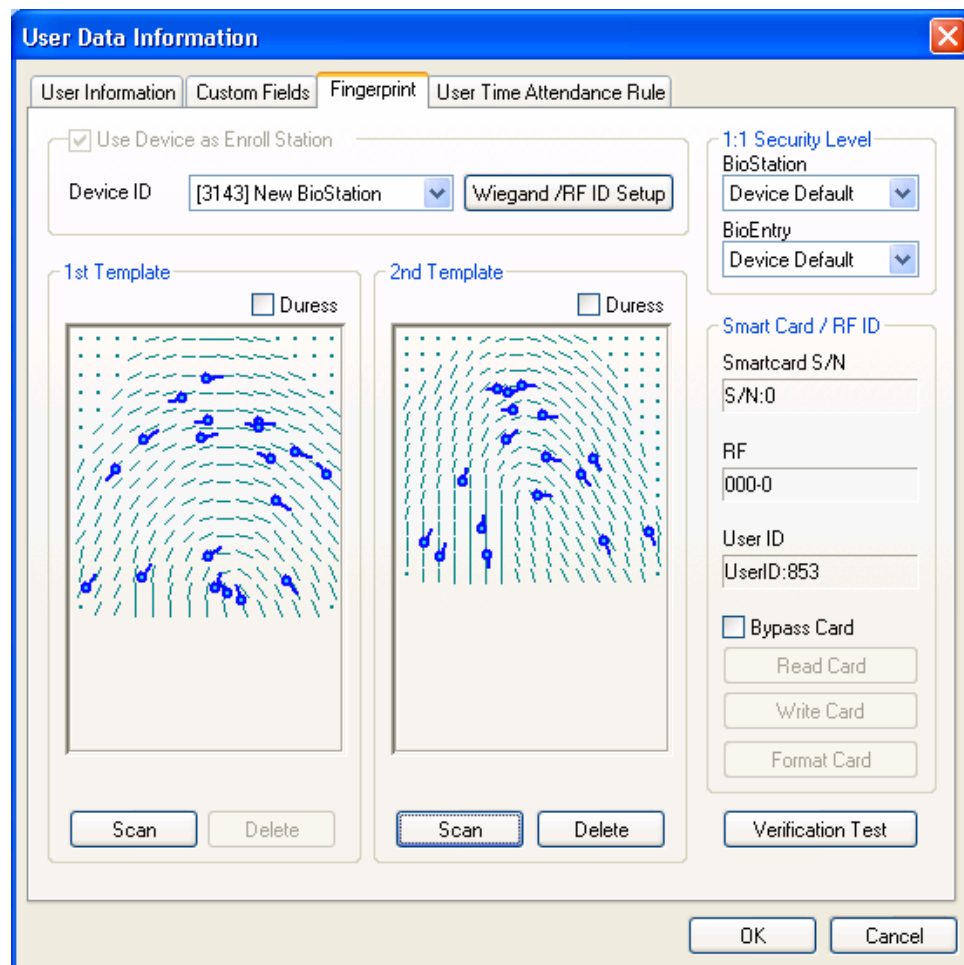 User Data Information
User Information
Custom Fields
Fingerprint
User Time Attendance Rule
Use Device as Enroll Station
Device ID
[3143] New BioStation
Wiegand /RF ID Setup
1:1 Security Level
BioStation
Device Default
BioEntry
Device Default
1st Template
Duress
2nd Template
Duress
Smart Card / RF ID
Smartcard S/N
S/N:0
RF
000-0
User ID
UserID:853
Bypass Card
Read Card
Write Card
Format Card
Scan
Delete
Scan
Delete
Verification Test
OK
Cancel